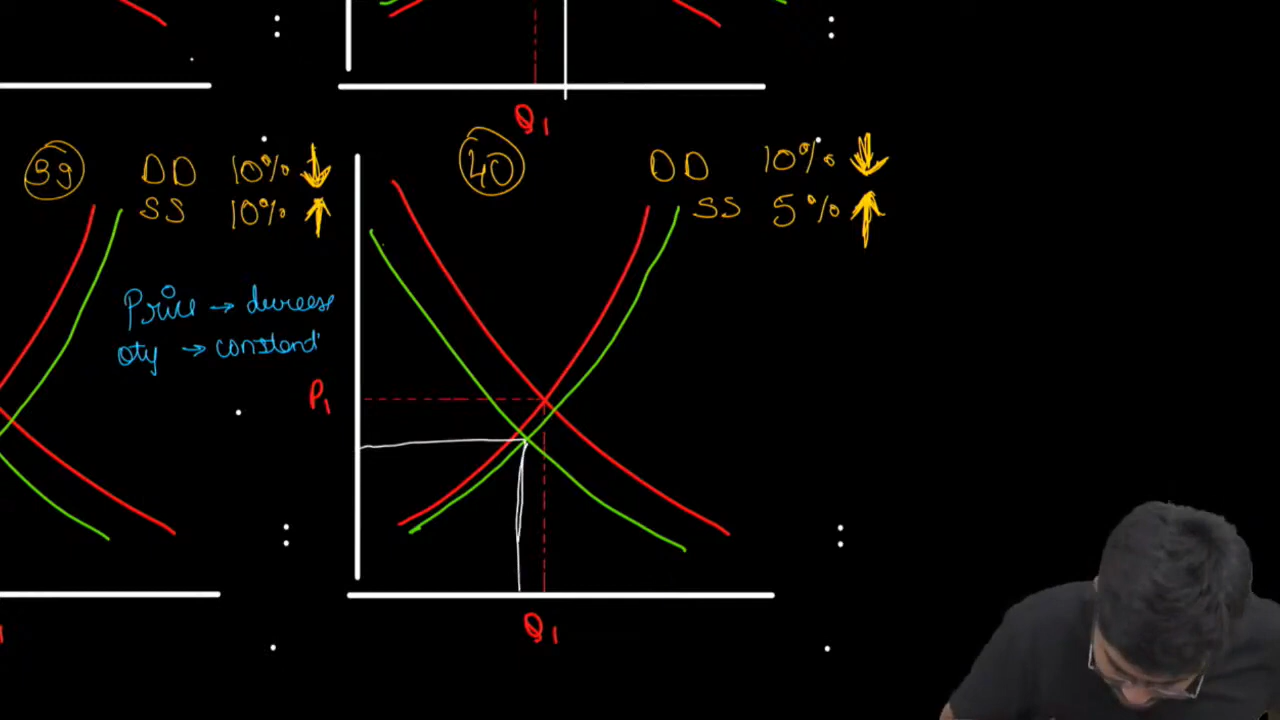 Q1
39 DD 10% ↓
SS 10% ↑
Price → decrease
Qty → constant
40 DD 10% ↓
SS 5% ↑
P1
Q1